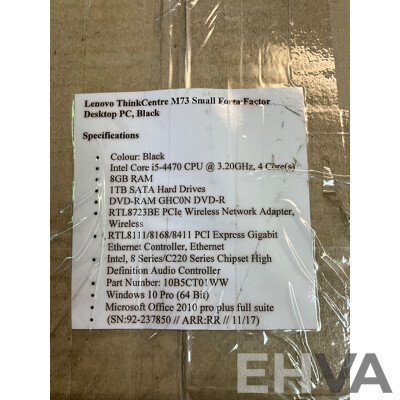 Lenovo ThinkCentre M73 Small Form Factor
Desktop PC, Black
Specifications
• Colour: Black
• Intel Core i5-4470 CPU @ 3.20GHz, 4 Core(s)
• 8GB RAM
• 1TB SATA Hard Drives
• DVD-RAM GHC0N DVD-R
• RTL8723BE PCIe Wireless Network Adapter,
Wireless
• RTL8111/8168/8411 PCI Express Gigabit
Ethernet Controller, Ethernet
• Intel, 8 Series/C220 Series Chipset High
Definition Audio Controller
• Part Number: 10B5CT01WW
• Windows 10 Pro (64 Bit)
• Microsoft Office 2010 pro plus full suite
(SN:92-237850 // ARR:RR // 11/17)
EHVA